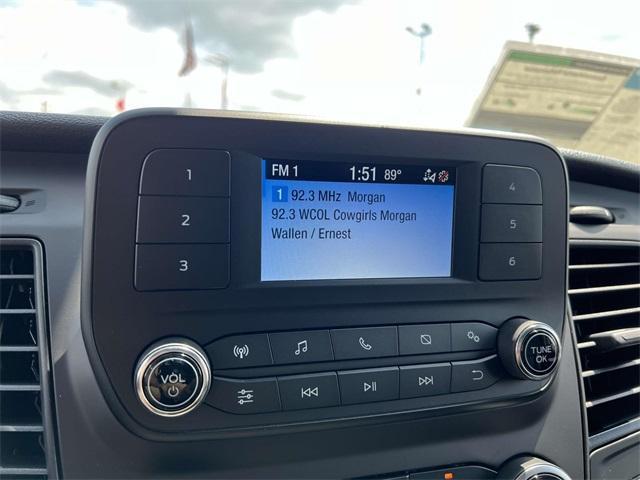 FM 1 1:51 89°
1 92.3 MHz Morgan
92.3 WCOL Cowgirls Morgan
Wallen / Ernest
1
2
3
4
5
6
VOL
TUNE
OK